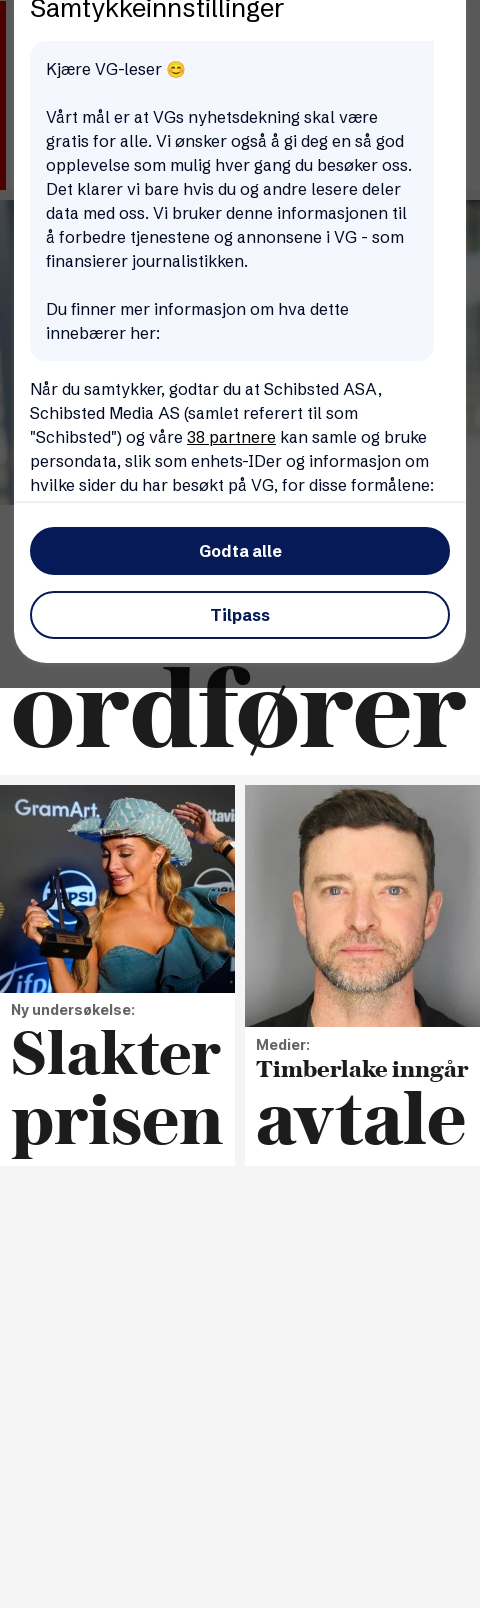 Samtykkeinnstillinger
Kjære VG-leser 😊
Vårt mål er at VGs nyhetsdekning skal være
gratis for alle. Vi ønsker også å gi deg en så god
opplevelse som mulig hver gang du besøker oss.
Det klarer vi bare hvis du og andre lesere deler
data med oss. Vi bruker denne informasjonen til
å forbedre tjenestene og annonsene i VG - som
finansierer journalistikken.
Du finner mer informasjon om hva dette
innebærer her:
Når du samtykker, godtar du at Schibsted ASA,
Schibsted Media AS (samlet referert til som
"Schibsted") og våre 38 partnere kan samle og bruke
persondata, slik som enhets-IDer og informasjon om
hvilke sider du har besøkt på VG, for disse formålene:
Godta alle
Tilpass
ordfører
GramArt.
PEPSI
ifpi
Ny undersøkelse:
Slakter
prisen
Medier:
Timberlake inngår
avtale